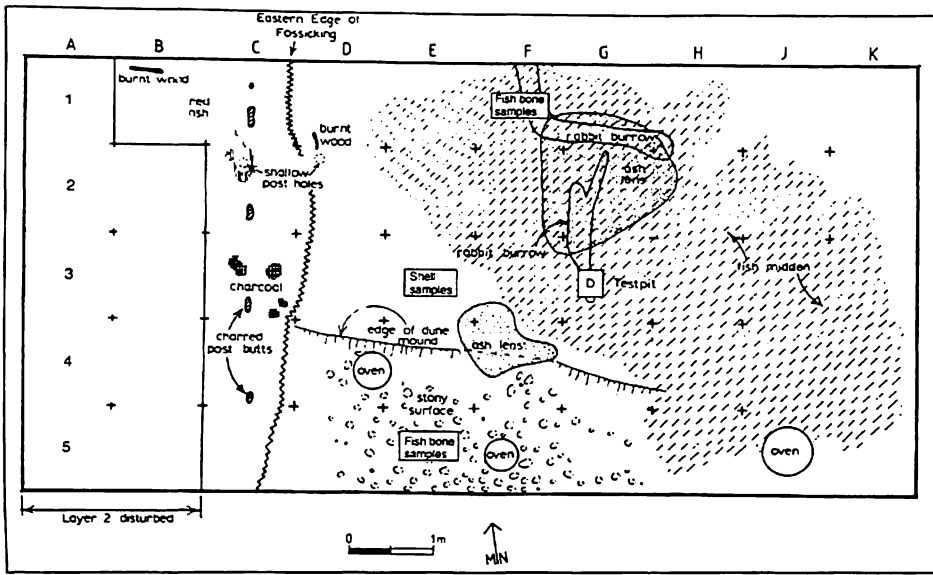 Eastern Edge of
Fossicking
A B C D E F G H J K
1
2
3
4
5
burnt wood
red
fish
burnt
wood
shallow
post holes
Fish bone
samples
rabbit burrow
ash
lens
rabbit burrow
D
Testpit
fish midden
charcoal
Shell
samples
charred
post butts
edge of dune
mound
ash lens
oven
stony
surface
Fish bone
samples
oven
oven
Layer 2 disturbed
0 1m
MN